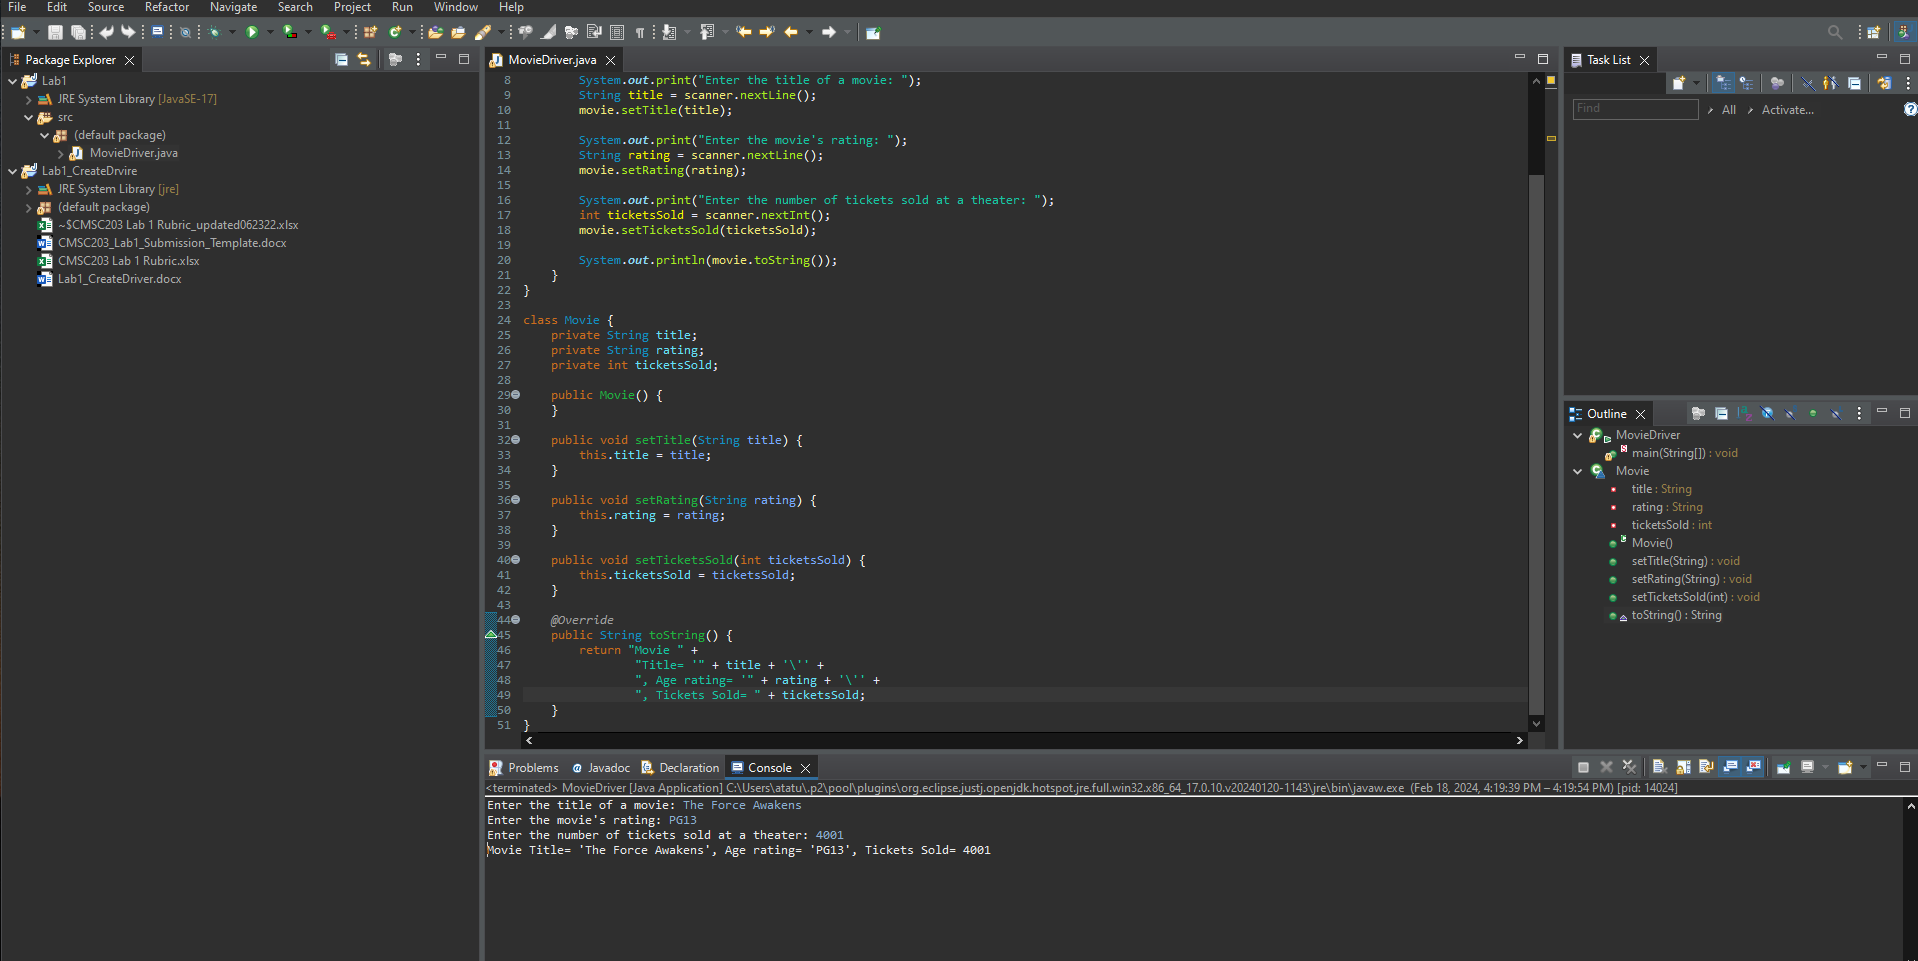 File Edit Source Refactor Navigate Search Project Run Window Help
Package Explorer
Lab1
JRE System Library [JavaSE-17]
src
(default package)
MovieDriver.java
Lab1_CreateDrvire
JRE System Library [jre]
(default package)
~$CMSC203 Lab 1 Rubric_updated062322.xlsx
CMSC203_Lab1_Submission_Template.docx
CMSC203 Lab 1 Rubric.xlsx
Lab1_CreateDriver.docx
MovieDriver.java
8 System.out.print("Enter the title of a movie: ");
9 String title = scanner.nextLine();
10 movie.setTitle(title);
11
12 System.out.print("Enter the movie's rating: ");
13 String rating = scanner.nextLine();
14 movie.setRating(rating);
15
16 System.out.print("Enter the number of tickets sold at a theater: ");
17 int ticketsSold = scanner.nextInt();
18 movie.setTicketsSold(ticketsSold);
19
20 System.out.println(movie.toString());
21 }
22 }
23
24 class Movie {
25 private String title;
26 private String rating;
27 private int ticketsSold;
28
29 public Movie() {
30 }
31
32 public void setTitle(String title) {
33 this.title = title;
34 }
35
36 public void setRating(String rating) {
37 this.rating = rating;
38 }
39
40 public void setTicketsSold(int ticketsSold) {
41 this.ticketsSold = ticketsSold;
42 }
43
44 @Override
45 public String toString() {
46 return "Movie " +
47 "Title= '" + title + '\'' +
48 ", Age rating= '" + rating + '\'' +
49 ", Tickets Sold= " + ticketsSold;
50 }
51 }
Task List
Find All Activate...
Outline
MovieDriver
main(String[]) : void
Movie
title : String
rating : String
ticketsSold : int
Movie()
setTitle(String) : void
setRating(String) : void
setTicketsSold(int) : void
toString() : String
Problems Javadoc Declaration Console
<terminated> MovieDriver [Java Application] C:\Users\atatu\.p2\pool\plugins\org.eclipse.justj.openjdk.hotspot.jre.full.win32.x86_64_17.0.10.v20240120-1143\jre\bin\javaw.exe (Feb 18, 2024, 4:19:39 PM – 4:19:54 PM) [pid: 14024]
Enter the title of a movie: The Force Awakens
Enter the movie's rating: PG13
Enter the number of tickets sold at a theater: 4001
Movie Title= 'The Force Awakens', Age rating= 'PG13', Tickets Sold= 4001